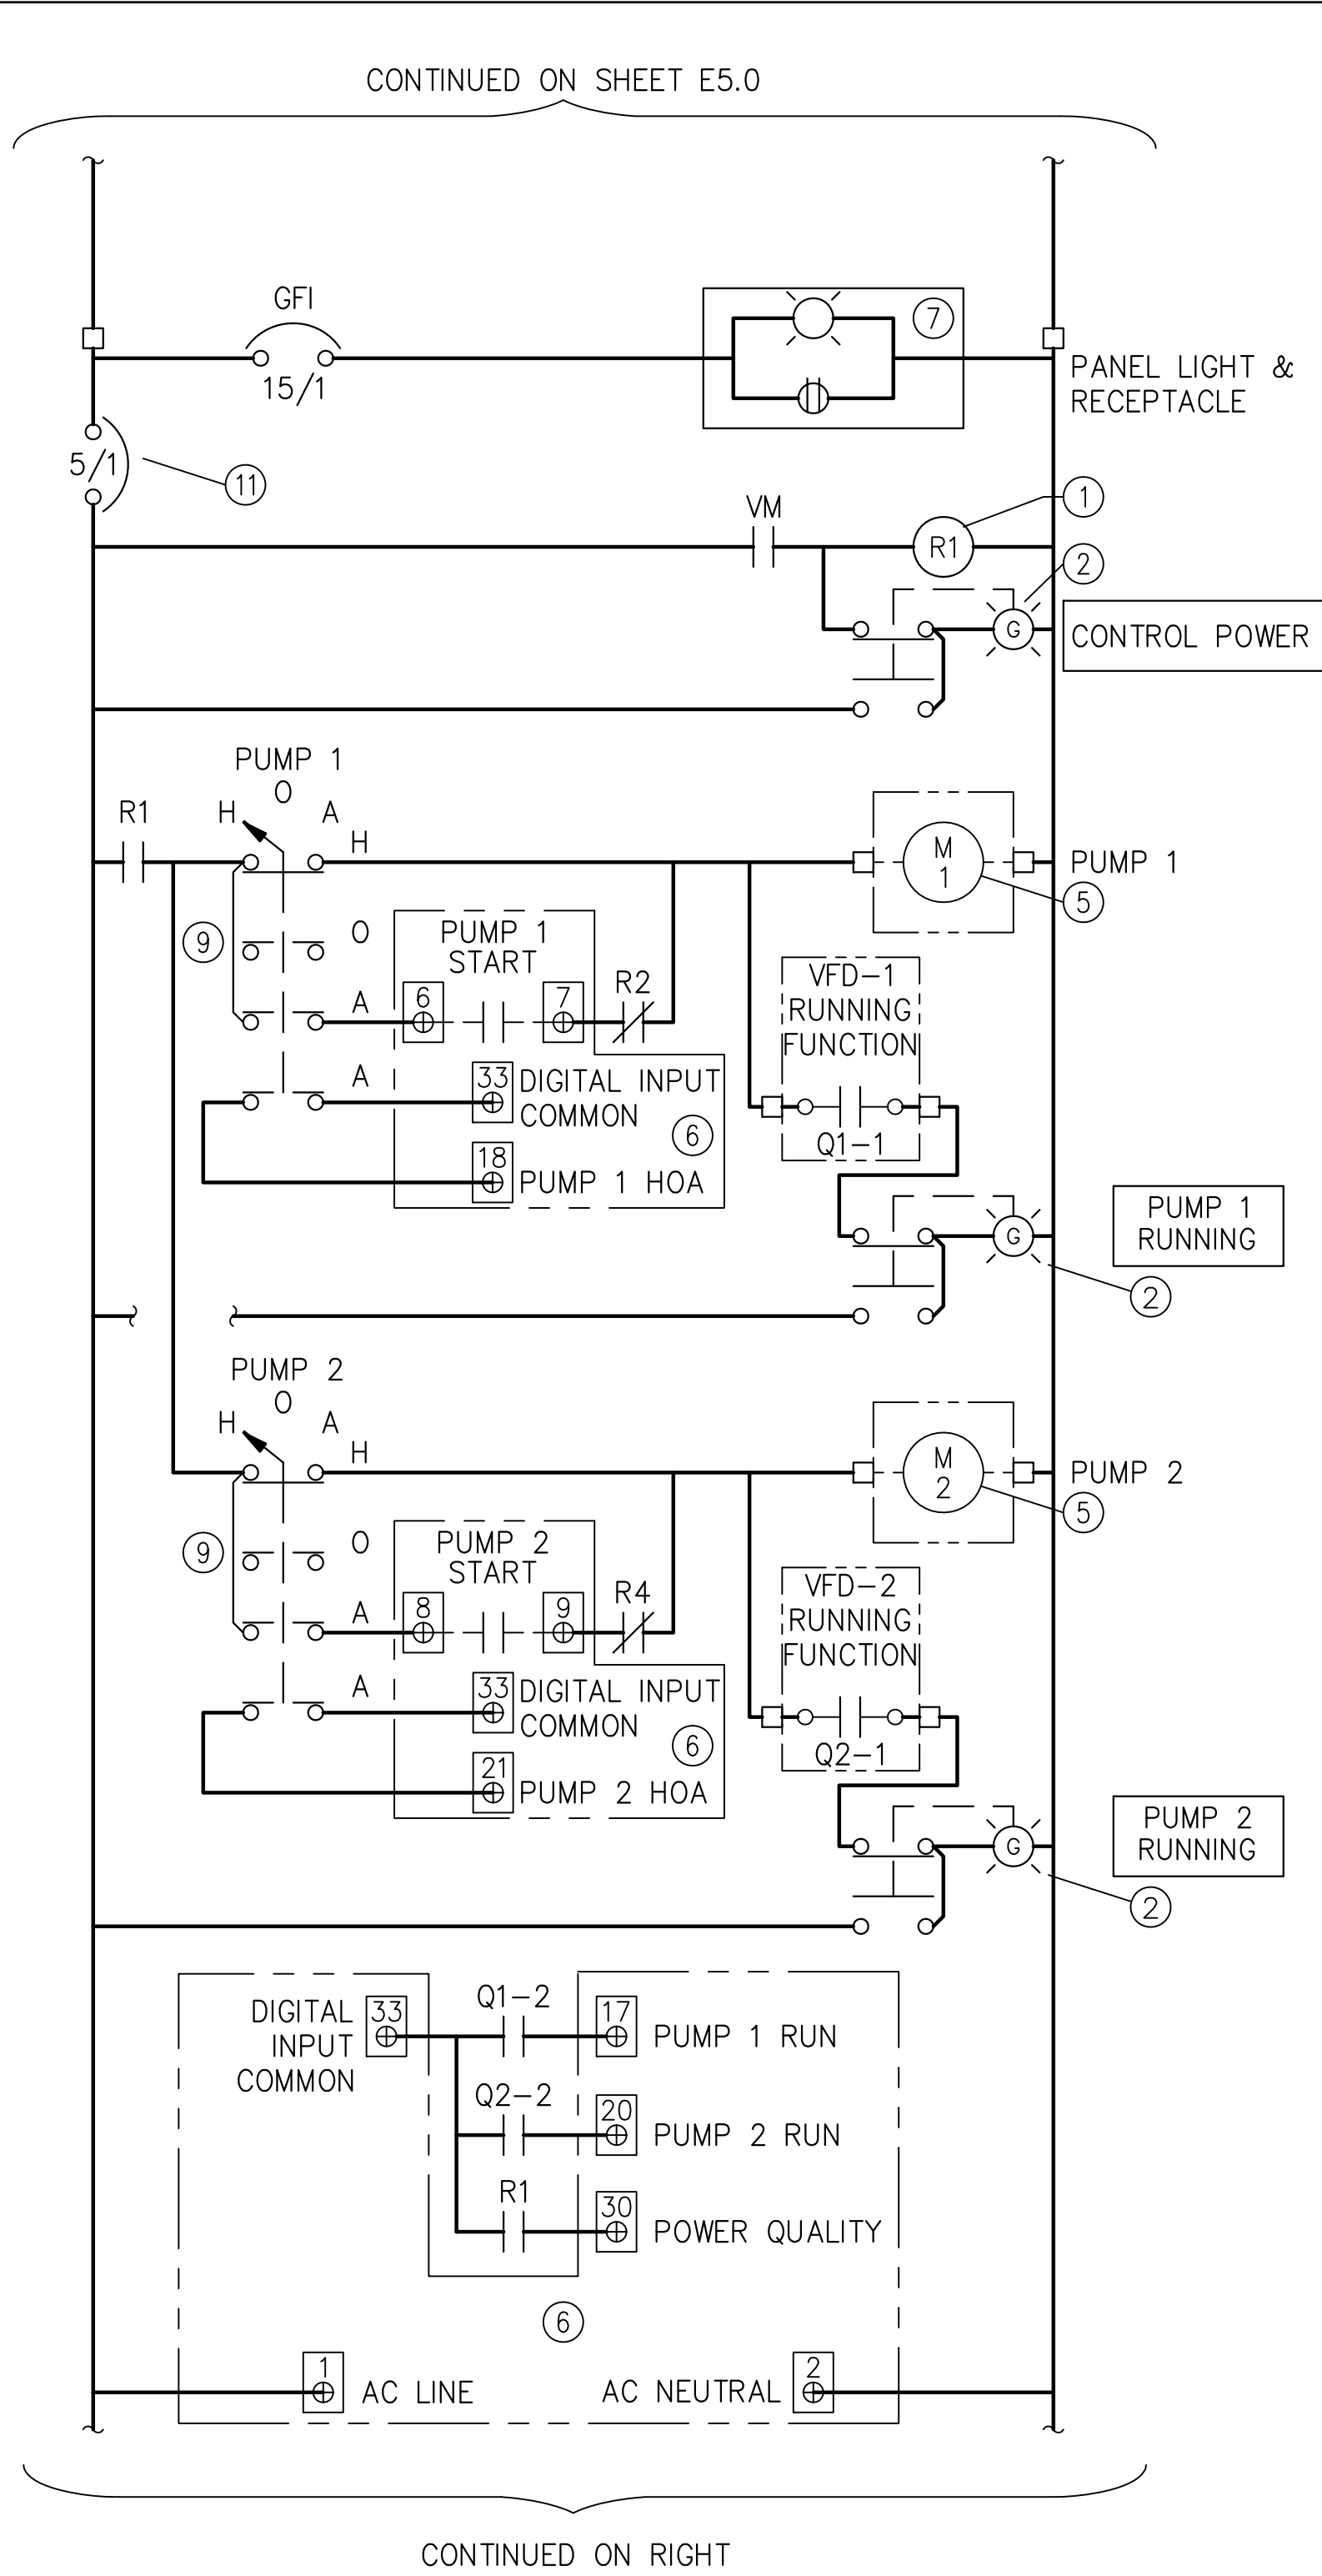 CONTINUED ON SHEET E5.0
GFI
15/1
7
PANEL LIGHT &
RECEPTACLE
5/1
11
VM
R1
1
2
G
CONTROL POWER
PUMP 1
O
H
A
R1
H
M
1
PUMP 1
5
9
O
PUMP 1
START
6
7
R2
A
VFD-1
RUNNING
FUNCTION
A
33
DIGITAL INPUT
COMMON
6
Q1-1
18
PUMP 1 HOA
G
PUMP 1
RUNNING
2
PUMP 2
O
H
A
H
M
2
PUMP 2
5
9
O
PUMP 2
START
8
9
R4
A
VFD-2
RUNNING
FUNCTION
A
33
DIGITAL INPUT
COMMON
6
Q2-1
21
PUMP 2 HOA
G
PUMP 2
RUNNING
2
DIGITAL
INPUT
COMMON
33
Q1-2
17
PUMP 1 RUN
Q2-2
20
PUMP 2 RUN
R1
30
POWER QUALITY
6
1
AC LINE
AC NEUTRAL
2
CONTINUED ON RIGHT